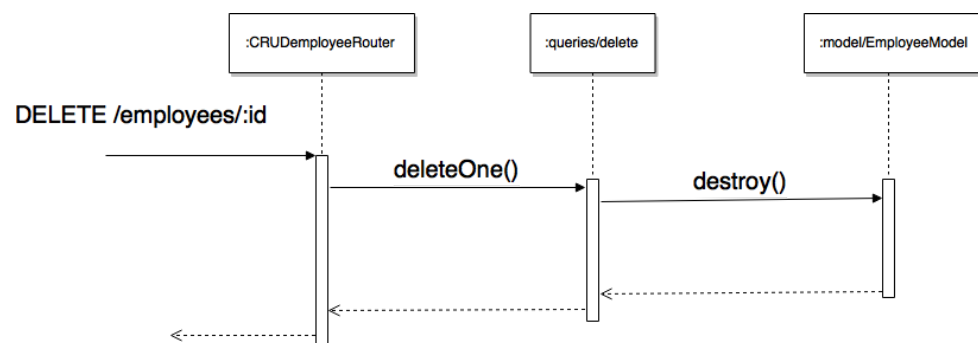 :CRUDemployeeRouter
:queries/delete
:model/EmployeeModel
DELETE /employees/:id
deleteOne()
destroy()